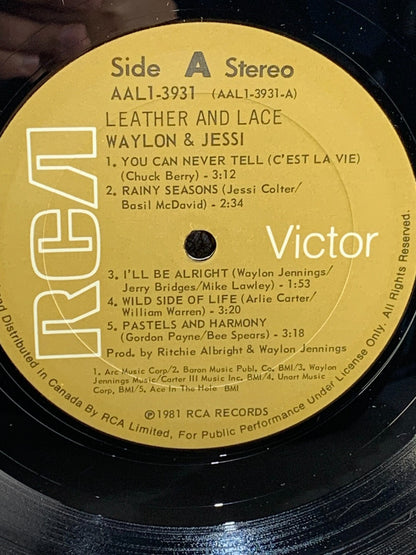 Side A Stereo
AAL1-3931 (AAL1-3931-A)
LEATHER AND LACE
WAYLON & JESSI
1. YOU CAN NEVER TELL (C'EST LA VIE)
(Chuck Berry) - 3:12
2. RAINY SEASONS (Jessi Colter/
Basil McDavid) - 2:34
RCA
Victor
3. I'LL BE ALRIGHT (Waylon Jennings/
Jerry Bridges/Mike Lawley) - 1:53
4. WILD SIDE OF LIFE (Arlie Carter/
William Warren) - 3:20
5. PASTELS AND HARMONY
(Gordon Payne/Bee Spears) - 3:18
Prod. by Ritchie Albright & Waylon Jennings
1. Arc Music Corp/2. Baron Music Publ, Co, BMI/3. Waylon
Jennings Music/Carter III Music Inc. BMI/4. Unart Music
Corp, BMI/5. Ace In The Hole BMI
℗1981 RCA RECORDS
and Distributed in Canada By RCA Limited, For Public Performance Under License Only. All Rights Reserved.